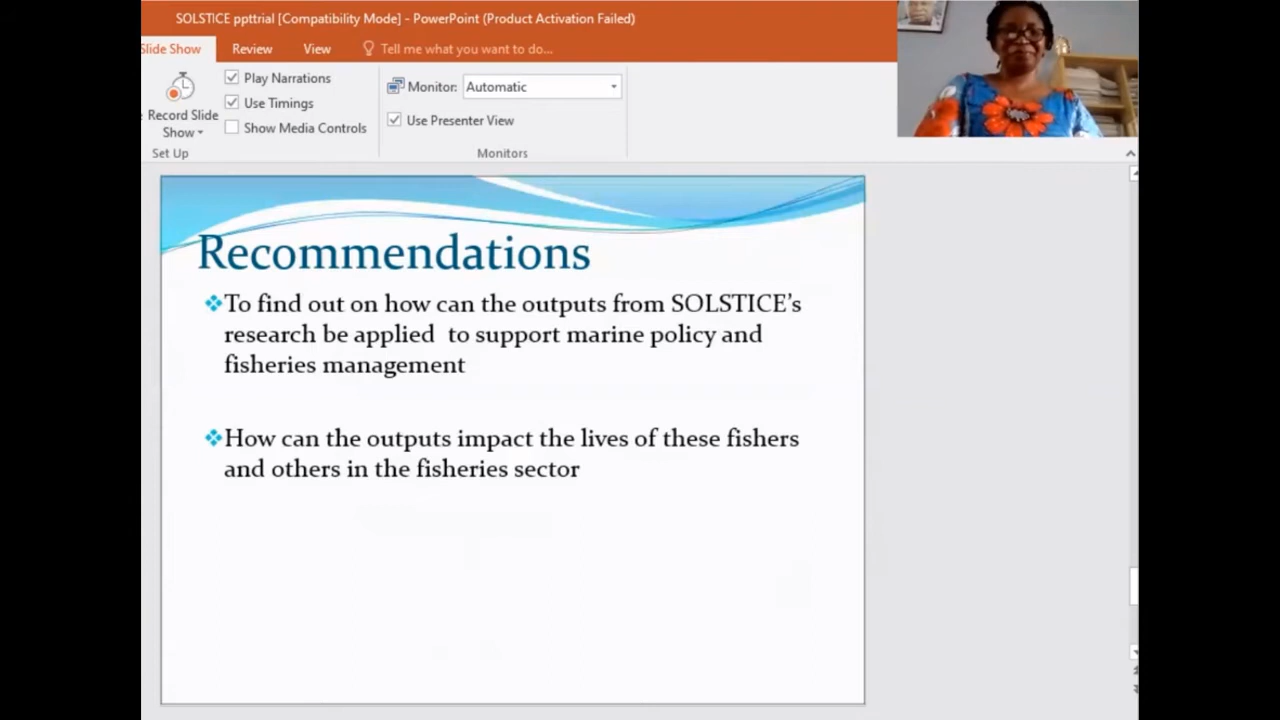 SOLSTICE ppttrial [Compatibility Mode] - PowerPoint (Product Activation Failed)
Slide Show Review View Tell me what you want to do...
Play Narrations
Use Timings
Show Media Controls
Record Slide
Show
Set Up
Monitor: Automatic
Use Presenter View
Monitors
Recommendations
To find out on how can the outputs from SOLSTICE's
research be applied to support marine policy and
fisheries management
How can the outputs impact the lives of these fishers
and others in the fisheries sector